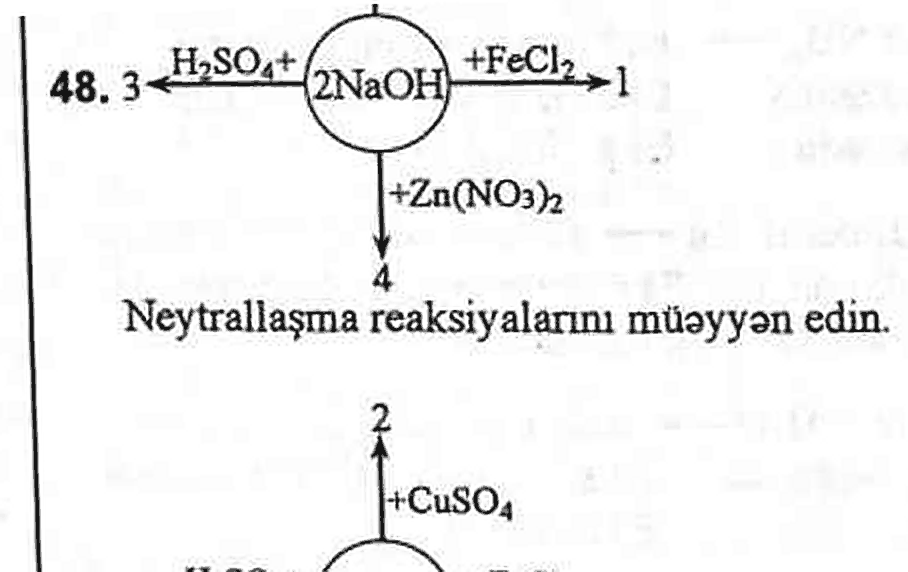 48. 3 H₂SO₄+ 2NaOH +FeCl₂ 1
+Zn(NO₃)₂
4
Neytrallaşma reaksiyalarını müəyyən edin.
2
+CuSO₄